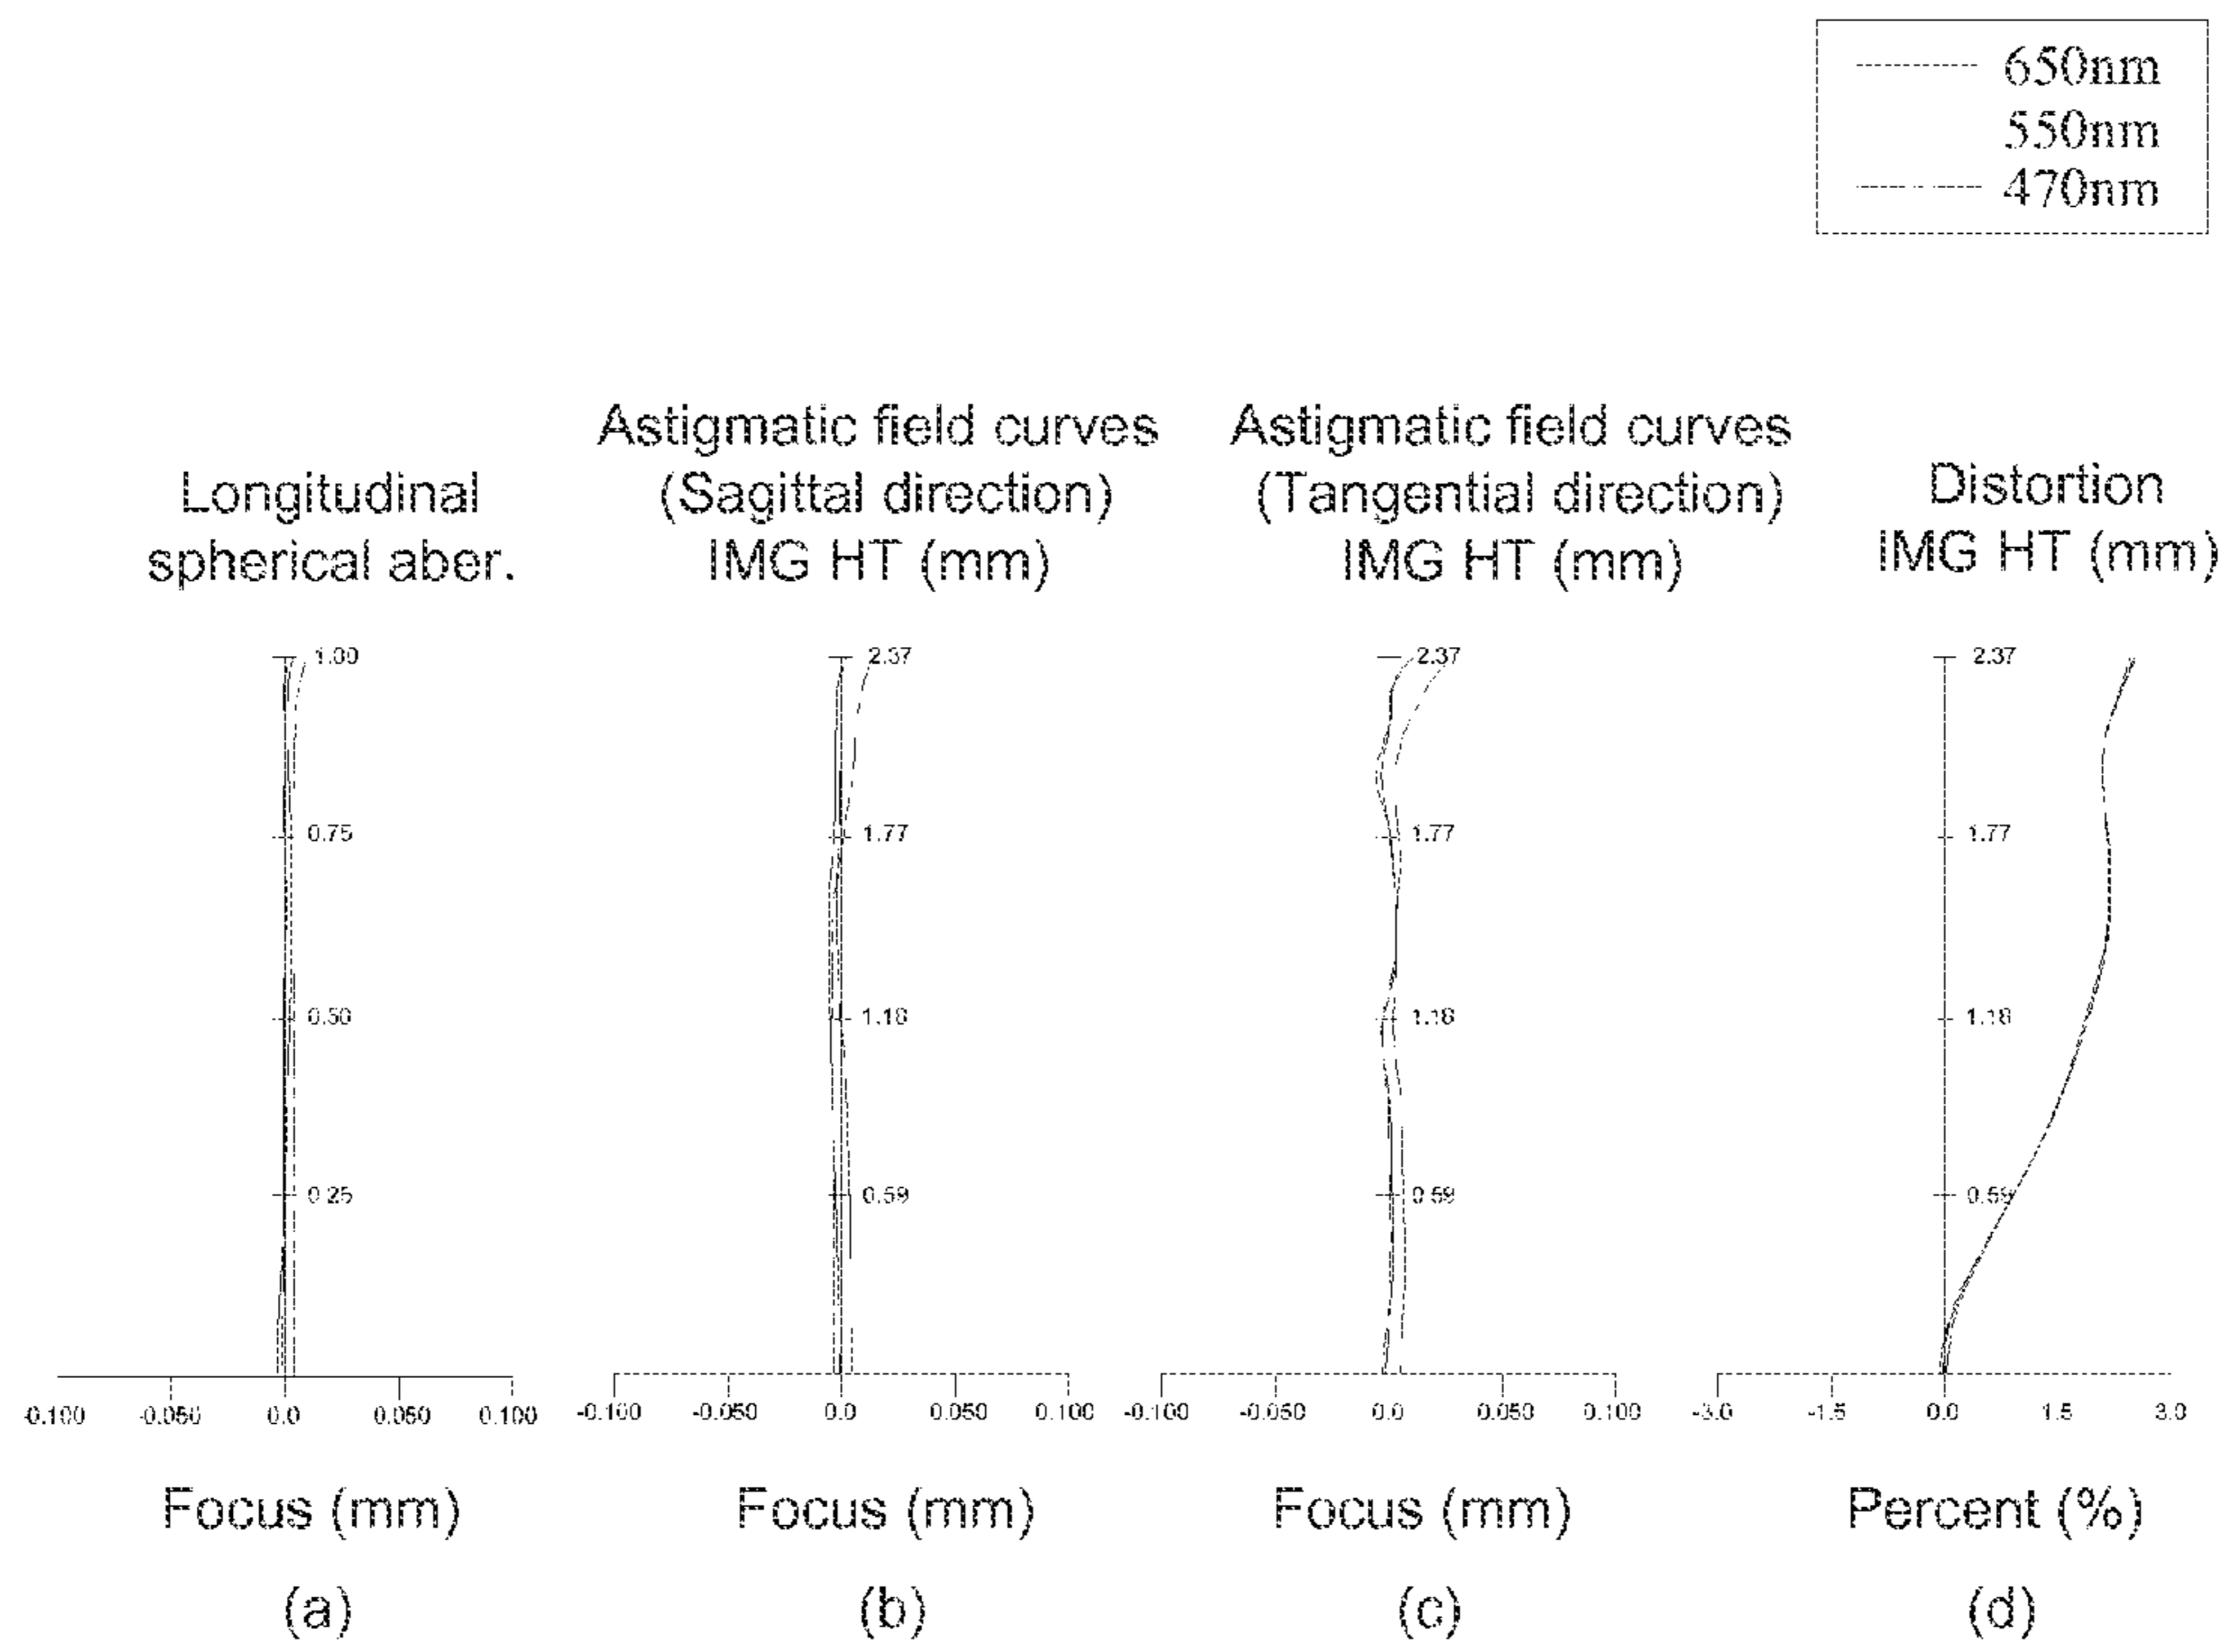 650nm
550nm
470nm
Longitudinal
spherical aber.
Astigmatic field curves
(Sagittal direction)
IMG HT (mm)
Astigmatic field curves
(Tangential direction)
IMG HT (mm)
Distortion
IMG HT (mm)
1.00
0.75
0.50
0.25
-0.100 -0.050 0.0 0.050 0.100
2.37
1.77
1.18
0.59
-0.100 -0.050 0.0 0.050 0.100
2.37
1.77
1.18
0.59
-0.100 -0.050 0.0 0.050 0.100
2.37
1.77
1.18
0.59
-3.0 -1.5 0.0 1.5 3.0
Focus (mm)
Focus (mm)
Focus (mm)
Percent (%)
(a)
(b)
(c)
(d)